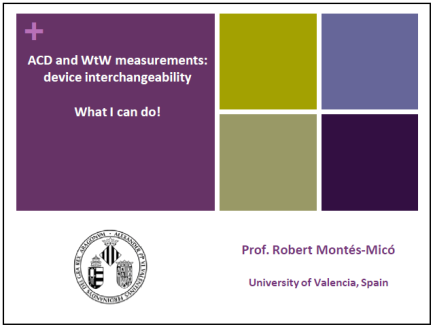 +
ACD and WtW measurements:
device interchangeability
What I can do!
Prof. Robert Montés-Micó
University of Valencia, Spain